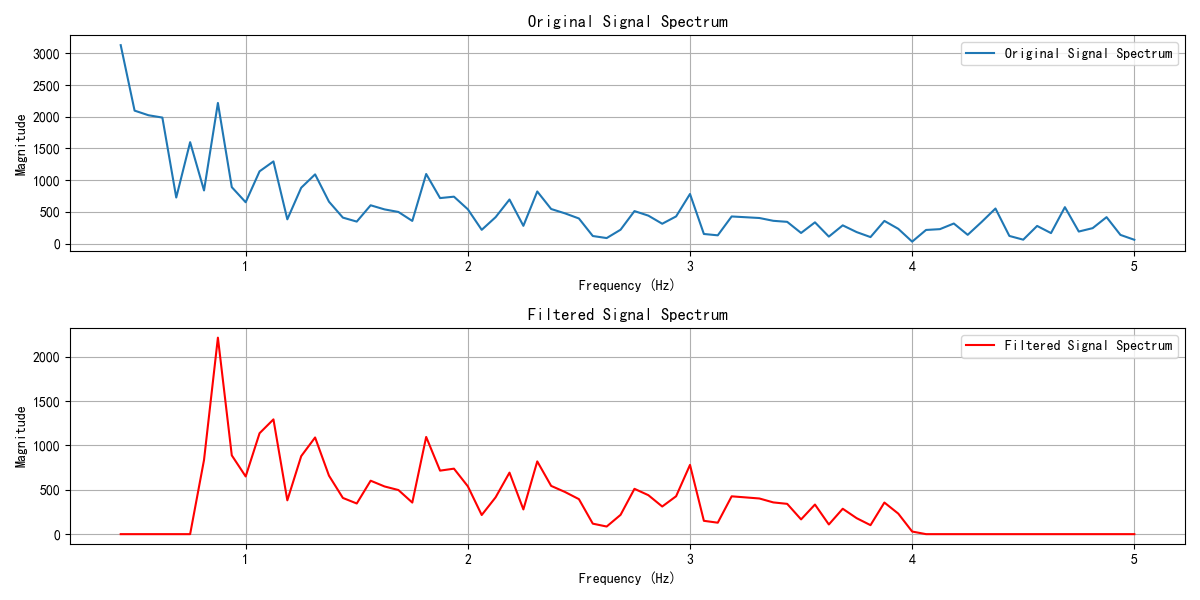 Original Signal Spectrum
3000
2500
2000
1500
1000
500
0
Magnitude
Original Signal Spectrum
1 2 3 4 5
Frequency (Hz)
Filtered Signal Spectrum
2000
1500
1000
500
0
Magnitude
Filtered Signal Spectrum
1 2 3 4 5
Frequency (Hz)